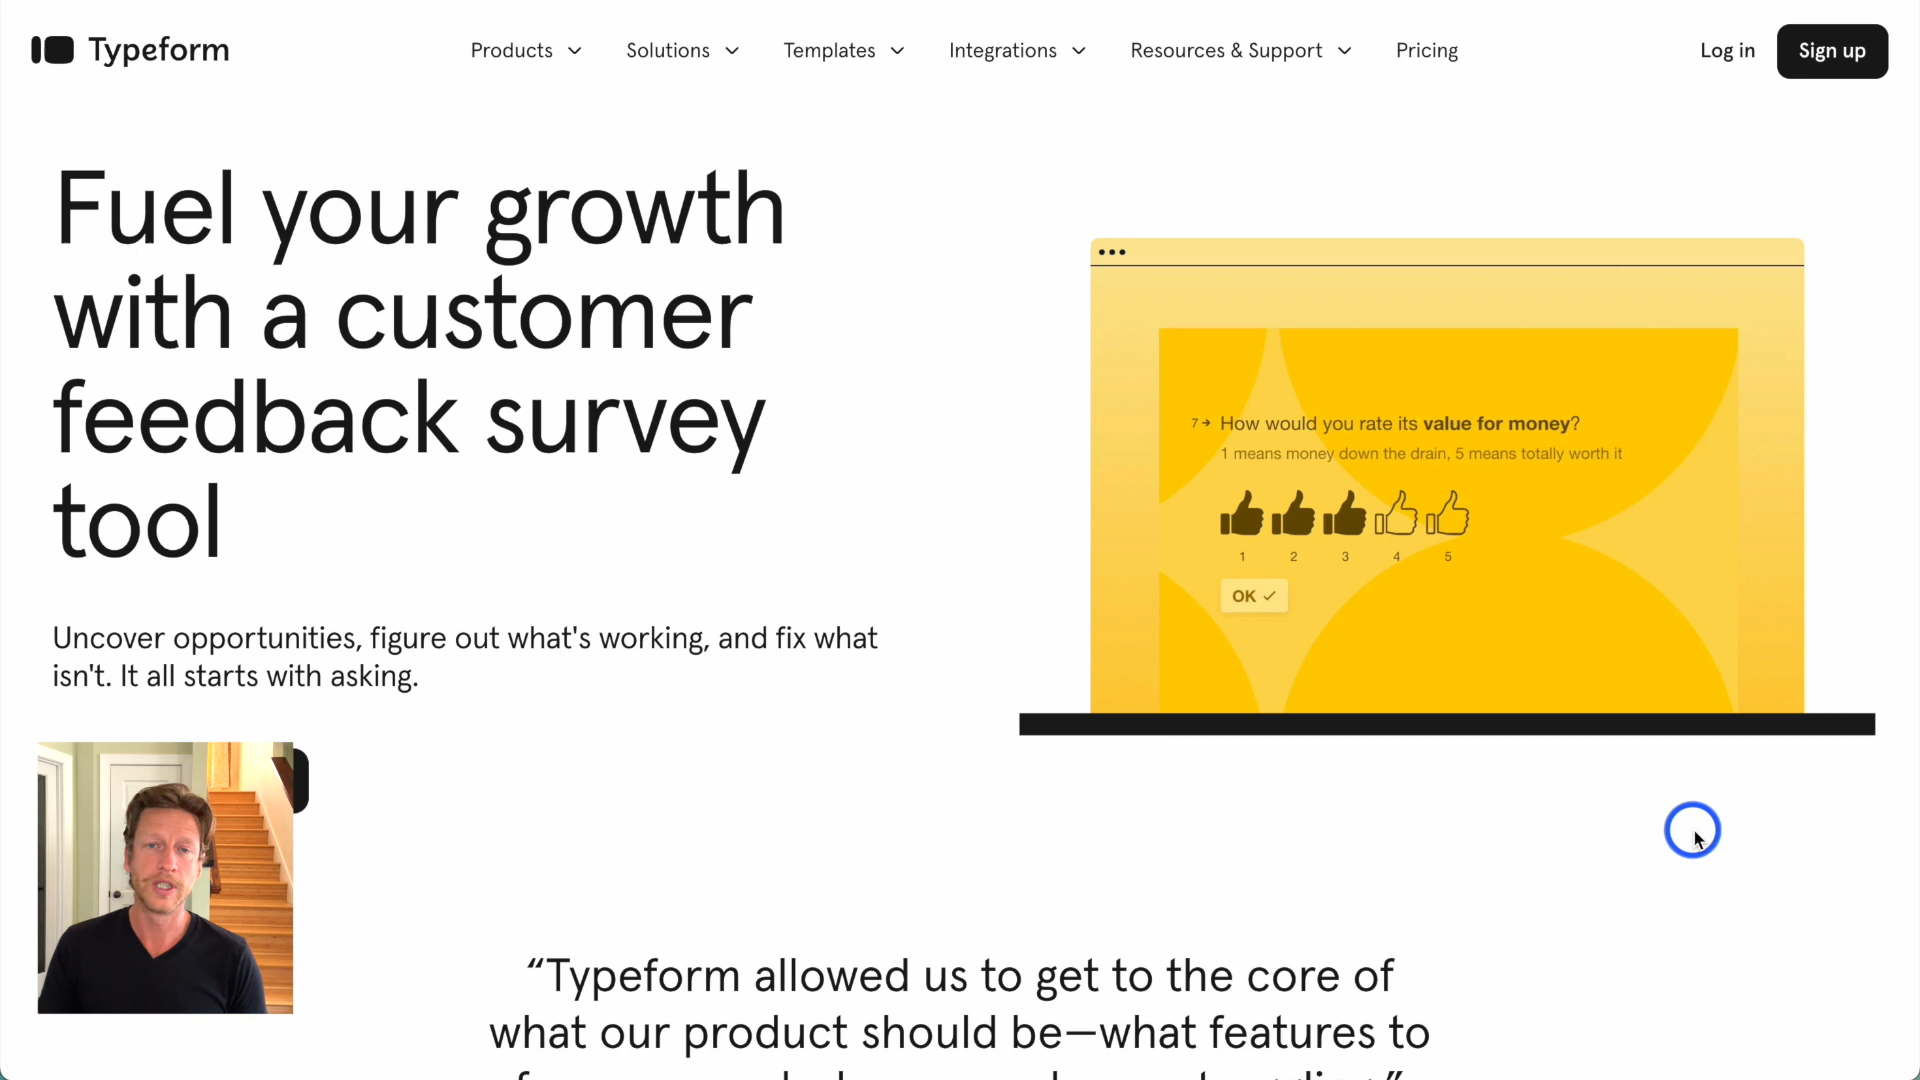 Typeform
Products
Solutions
Templates
Integrations
Resources & Support
Pricing
Log in
Sign up
Fuel your growth
with a customer
feedback survey
tool
Uncover opportunities, figure out what's working, and fix what
isn't. It all starts with asking.
7
How would you rate its value for money?
1 means money down the drain, 5 means totally worth it
1 2 3 4 5
OK
“Typeform allowed us to get to the core of
what our product should be—what features to